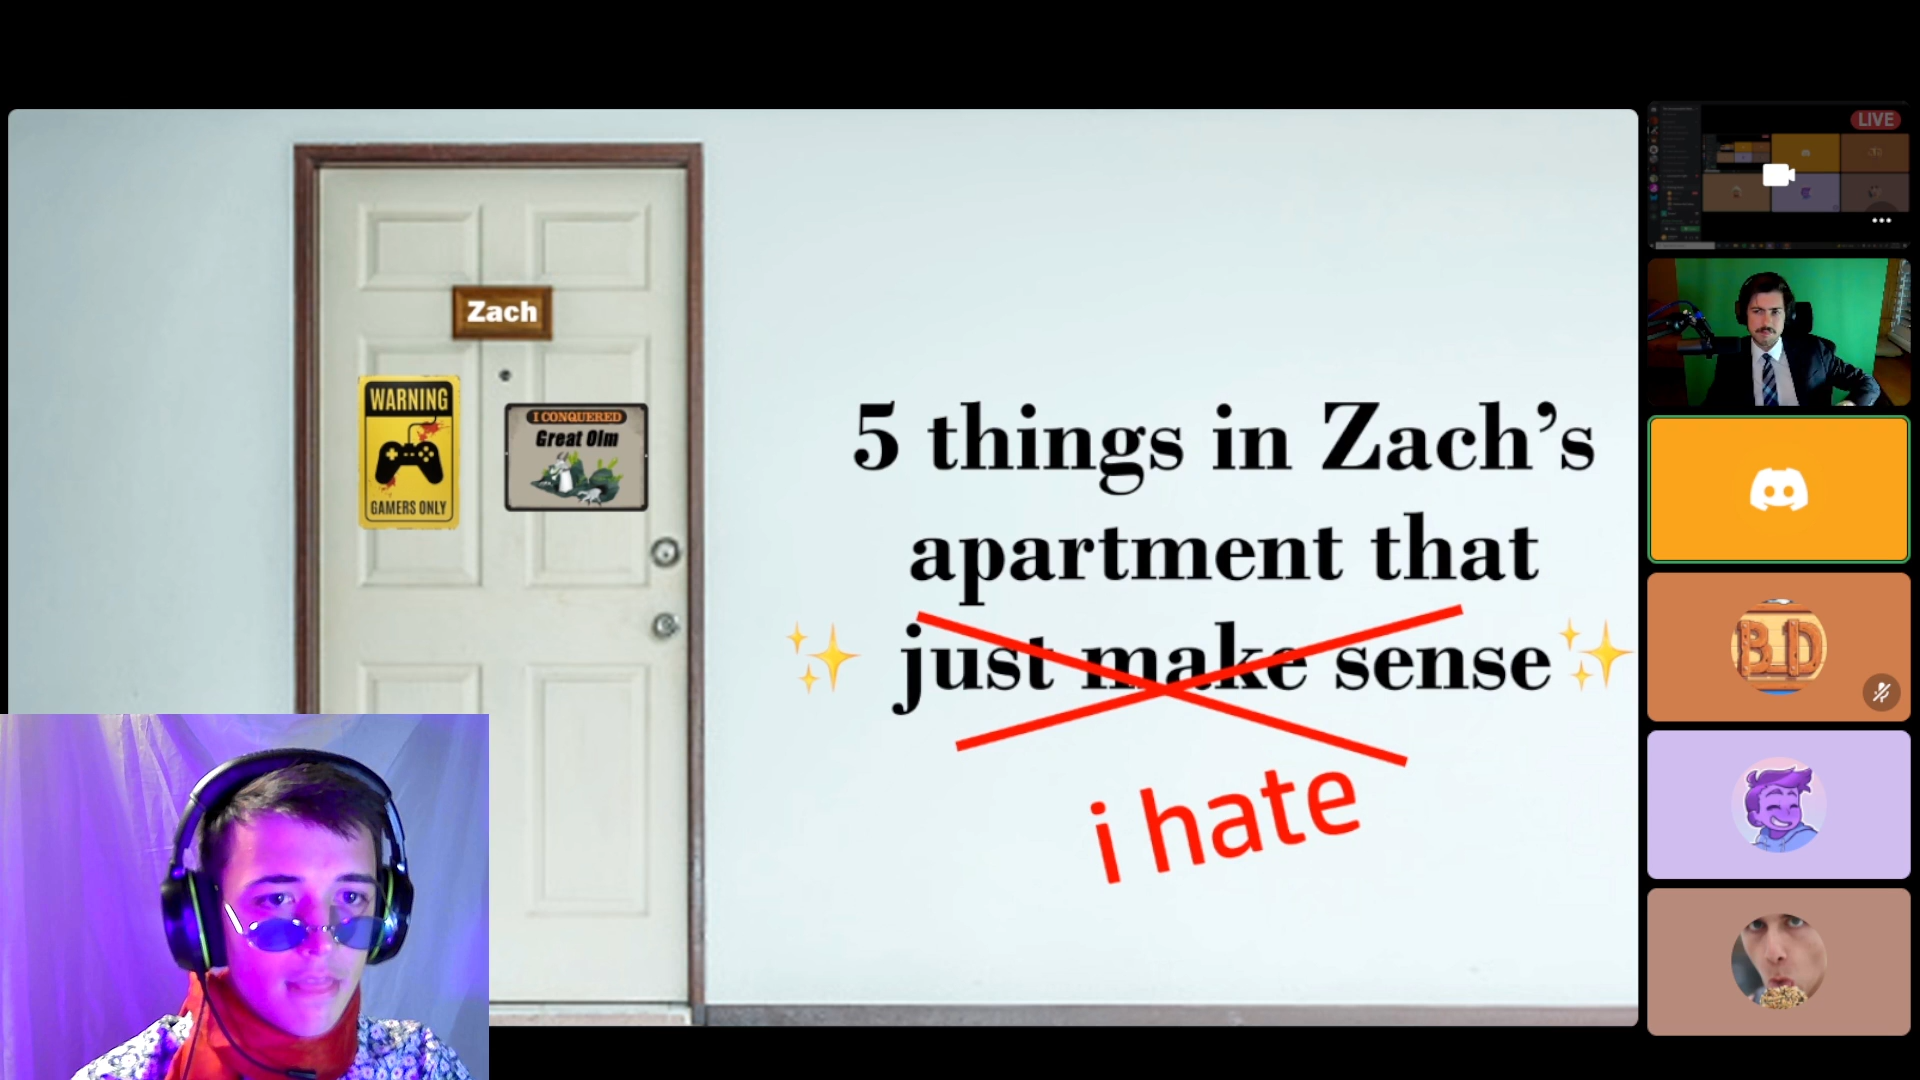 LIVE
Zach
WARNING
GAMERS ONLY
I CONQUERED
Great Olm
5 things in Zach’s
apartment that
✨ just make sense✨
i hate
BD